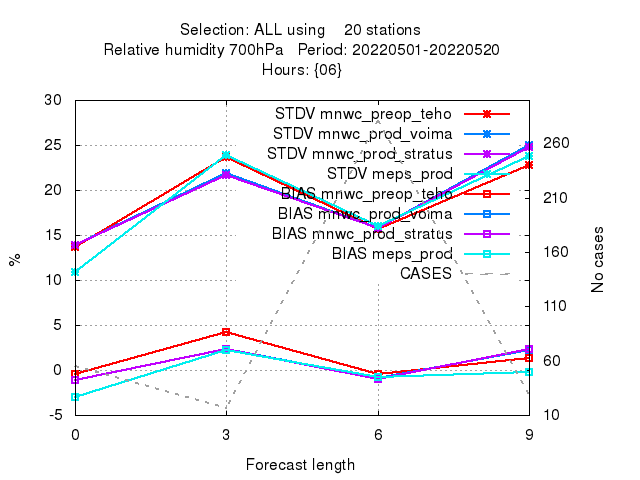 Selection: ALL using 20 stations
Relative humidity 700hPa Period: 20220501-20220520
Hours: {06}
30
25
20
15
10
5
0
-5
%
STDV mnwc_preop_teho
STDV mnwc_prod_voima
STDV mnwc_prod_stratus
STDV meps_prod
BIAS mnwc_preop_teho
BIAS mnwc_prod_voima
BIAS mnwc_prod_stratus
BIAS meps_prod
CASES
260
210
160
110
60
10
No cases
0 3 6 9
Forecast length